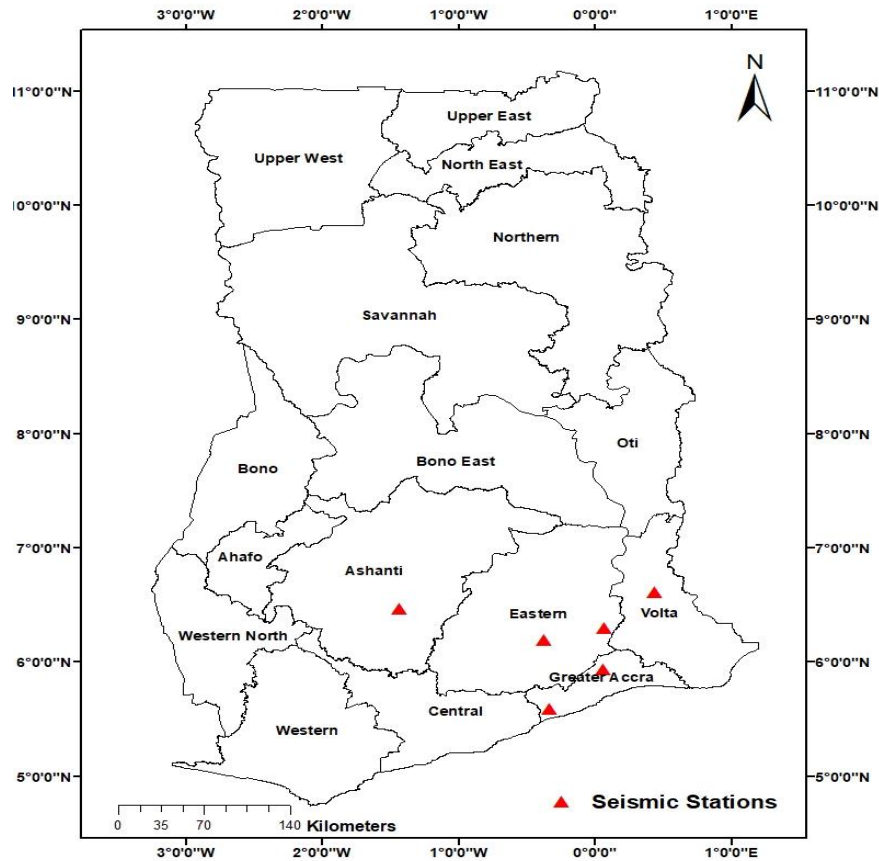 3°0'0"W 2°0'0"W 1°0'0"W 0°0'0" 1°0'0"E
N
11°0'0"N 11°0'0"N
Upper East
Upper West
North East
10°0'0"N 10°0'0"N
Northern
9°0'0"N 9°0'0"N
Savannah
8°0'0"N 8°0'0"N
Oti
Bono East
Bono
7°0'0"N 7°0'0"N
Ahafo
Ashanti
Eastern
Volta
Western North
6°0'0"N 6°0'0"N
Greater Accra
Central
Western
5°0'0"N 5°0'0"N
Seismic Stations
0 35 70 140 Kilometers
3°0'0"W 2°0'0"W 1°0'0"W 0°0'0" 1°0'0"E